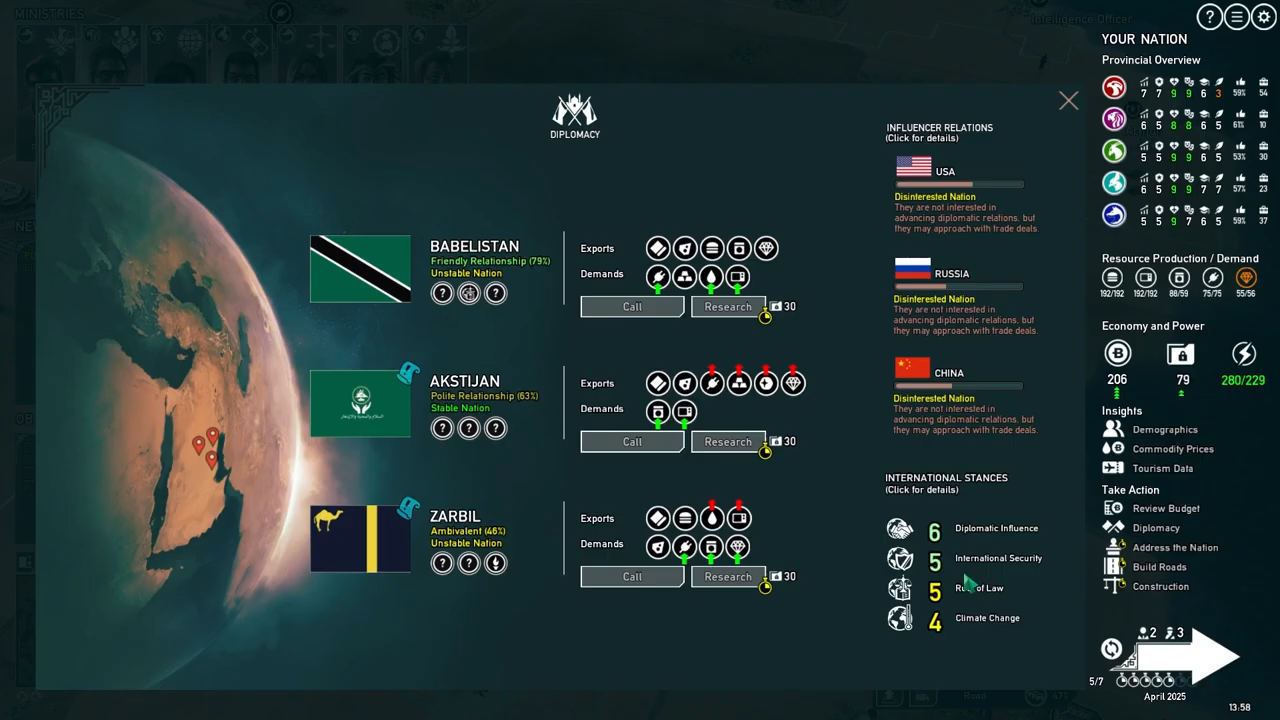 MINISTRIES
Intelligence Officer
YOUR NATION
Provincial Overview
7 7 9 9 6 3 59% 54
6 5 8 8 6 5 61% 10
5 5 9 9 6 5 53% 30
6 5 9 9 7 7 57% 23
5 5 9 7 6 5 59% 37
Resource Production / Demand
192/192 192/192 88/59 75/75 55/56
Economy and Power
206 79 280/229
Insights
Demographics
Commodity Prices
Tourism Data
Take Action
Review Budget
Diplomacy
Address the Nation
Build Roads
Construction
2 3
5/7
April 2025
13:58
DIPLOMACY
BABELISTAN
Friendly Relationship (79%)
Unstable Nation
? ?
Exports
Demands
Call
Research
30
AKSTIJAN
Polite Relationship (63%)
Stable Nation
? ? ?
Exports
Demands
Call
Research
30
ZARBIL
Ambivalent (46%)
Unstable Nation
? ?
Exports
Demands
Call
Research
30
INFLUENCER RELATIONS
(Click for details)
USA
Disinterested Nation
They are not interested in
advancing diplomatic relations, but
they may approach with trade deals.
RUSSIA
Disinterested Nation
They are not interested in
advancing diplomatic relations, but
they may approach with trade deals.
CHINA
Disinterested Nation
They are not interested in
advancing diplomatic relations, but
they may approach with trade deals.
INTERNATIONAL STANCES
(Click for details)
6 Diplomatic Influence
5 International Security
5 of Law
4 Climate Change
Road